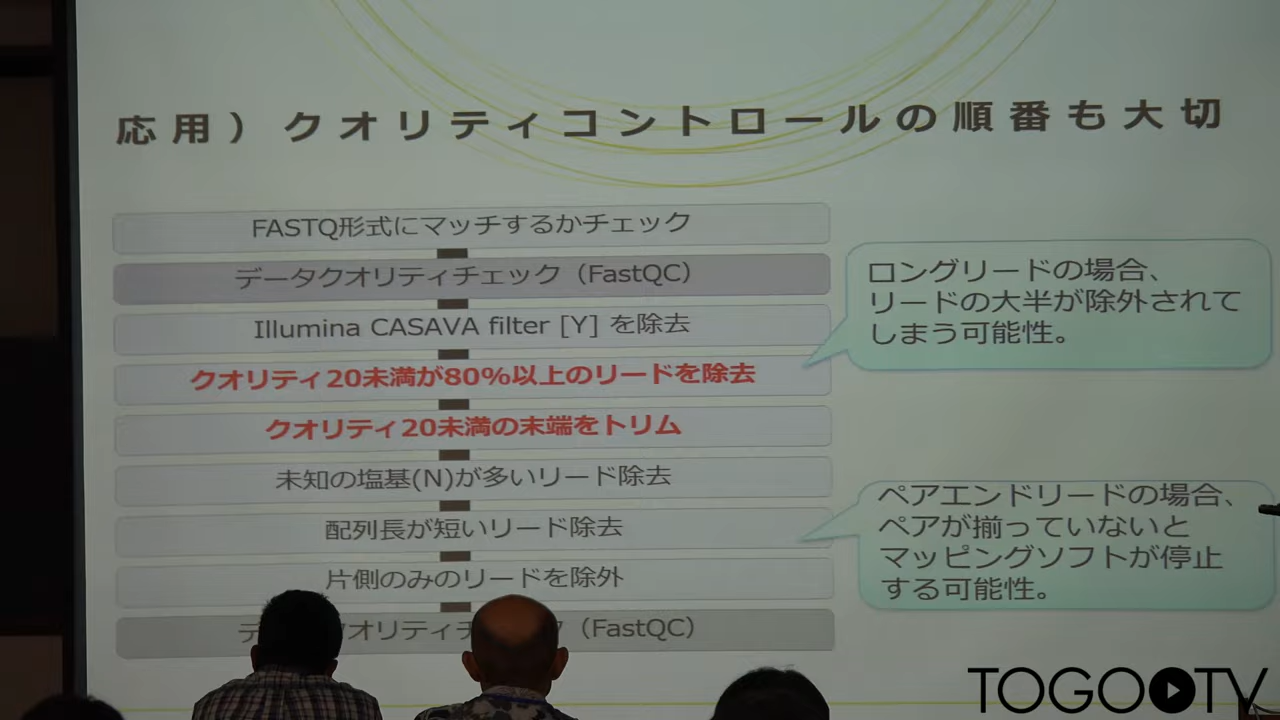 応用）クオリティコントロールの順番も大切
FASTQ形式にマッチするかチェック
データクオリティチェック（FastQC）
Illumina CASAVA filter [Y] を除去
クオリティ20未満が80%以上のリードを除去
クオリティ20未満の末端をトリム
未知の塩基(N)が多いリード除去
配列長が短いリード除去
片側のみのリードを除外
オリティチ（FastQC）
ロングリードの場合、
リードの大半が除外されて
しまう可能性。
ペアエンドリードの場合、
ペアが揃っていないと
マッピングソフトが停止
する可能性。
TOGOTV